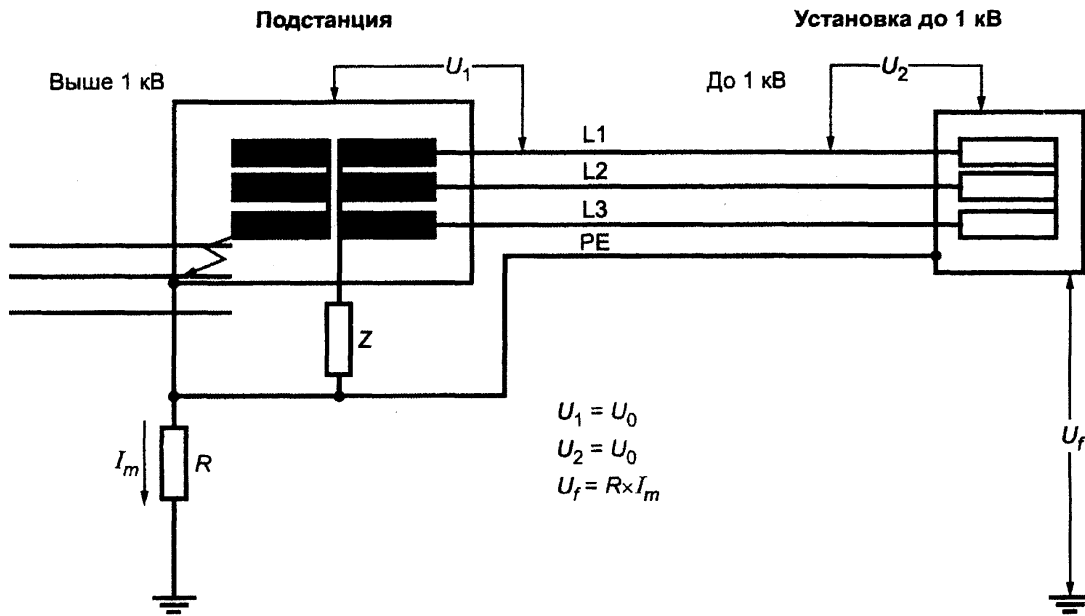 Подстанция
Установка до 1 кВ
Выше 1 кВ
U1
До 1 кВ
U2
L1
L2
L3
PE
Z
U1 = U0
U2 = U0
Uf = R×Im
Im
R
Uf